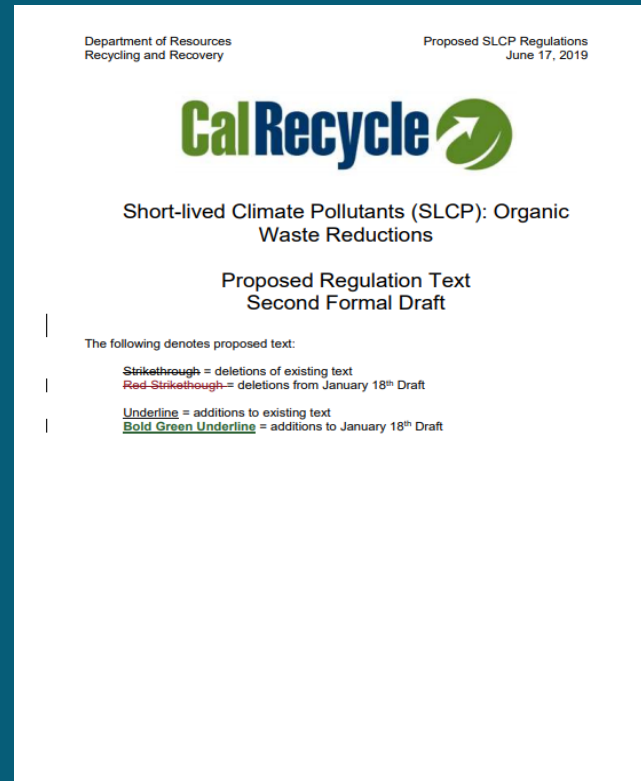 Department of Resources
Recycling and Recovery
Proposed SLCP Regulations
June 17, 2019
CalRecycle
Short-lived Climate Pollutants (SLCP): Organic
Waste Reductions
Proposed Regulation Text
Second Formal Draft
The following denotes proposed text:
Strikethrough = deletions of existing text
Red Strikethough = deletions from January 18th Draft
Underline = additions to existing text
Bold Green Underline = additions to January 18th Draft